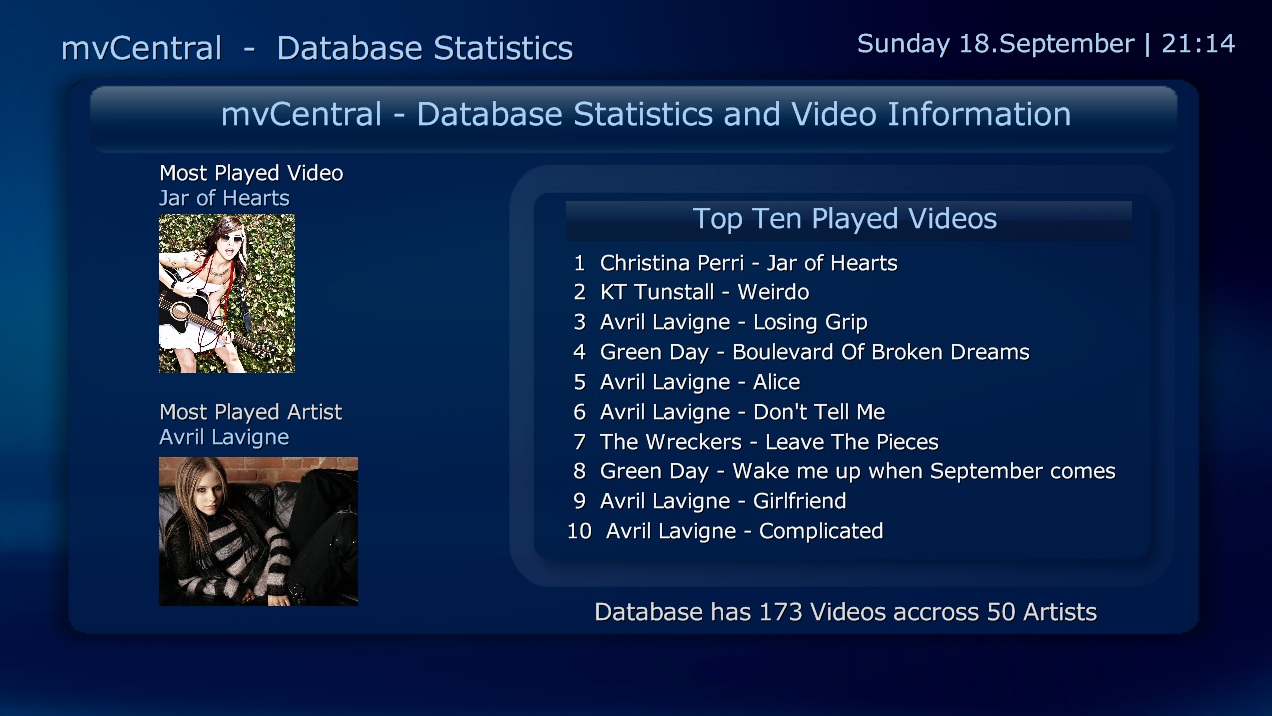 mvCentral - Database Statistics
Sunday 18.September | 21:14
mvCentral - Database Statistics and Video Information
Most Played Video
Jar of Hearts
Most Played Artist
Avril Lavigne
Top Ten Played Videos
1 Christina Perri - Jar of Hearts
2 KT Tunstall - Weirdo
3 Avril Lavigne - Losing Grip
4 Green Day - Boulevard Of Broken Dreams
5 Avril Lavigne - Alice
6 Avril Lavigne - Don't Tell Me
7 The Wreckers - Leave The Pieces
8 Green Day - Wake me up when September comes
9 Avril Lavigne - Girlfriend
10 Avril Lavigne - Complicated
Database has 173 Videos accross 50 Artists